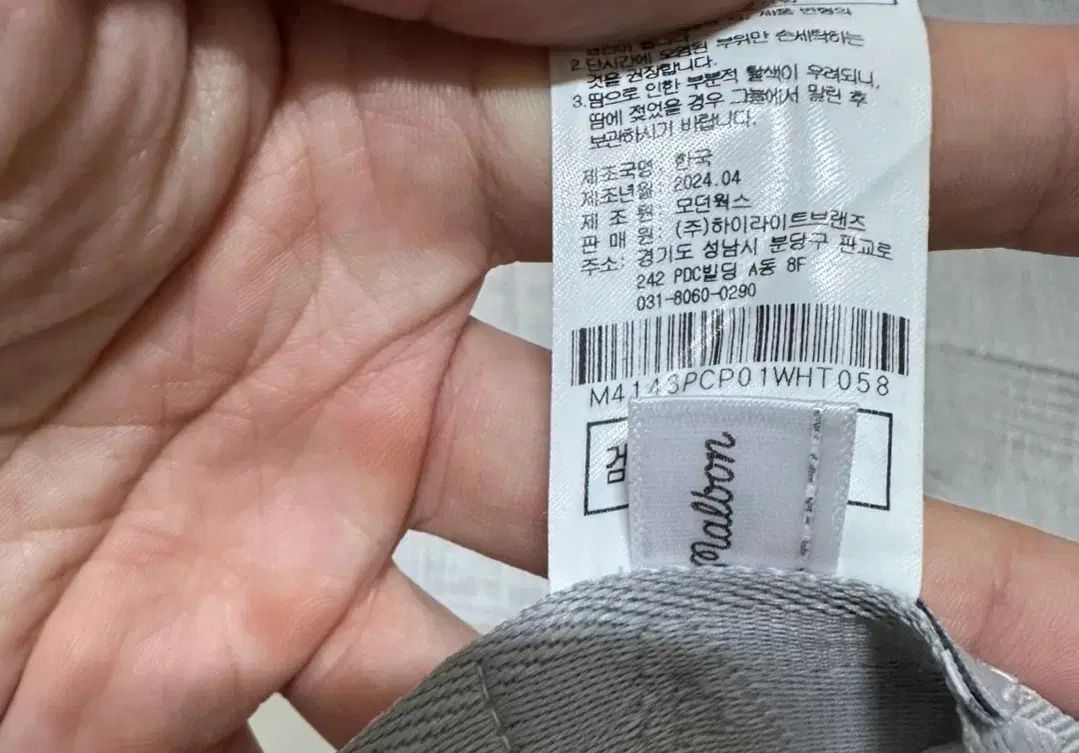 2 단시간에 오염된 부위만 손세탁하는
것을 권장합니다.
3.땀으로 인한 부분적 탈색이 우려되니,
땀에 젖었을 경우 그늘에서 말린 후
보관하시기 바랍니다.
제조국명: 한국
제조년월: 2024.04
제 조 원: 모던웍스
판 매 원: (주)하이라이트브랜즈
주소: 경기도 성남시 분당구 판교로
242 PDC빌딩 A동 8F
031-8060-0290
M4143PCP01WHT058
검
Malbon